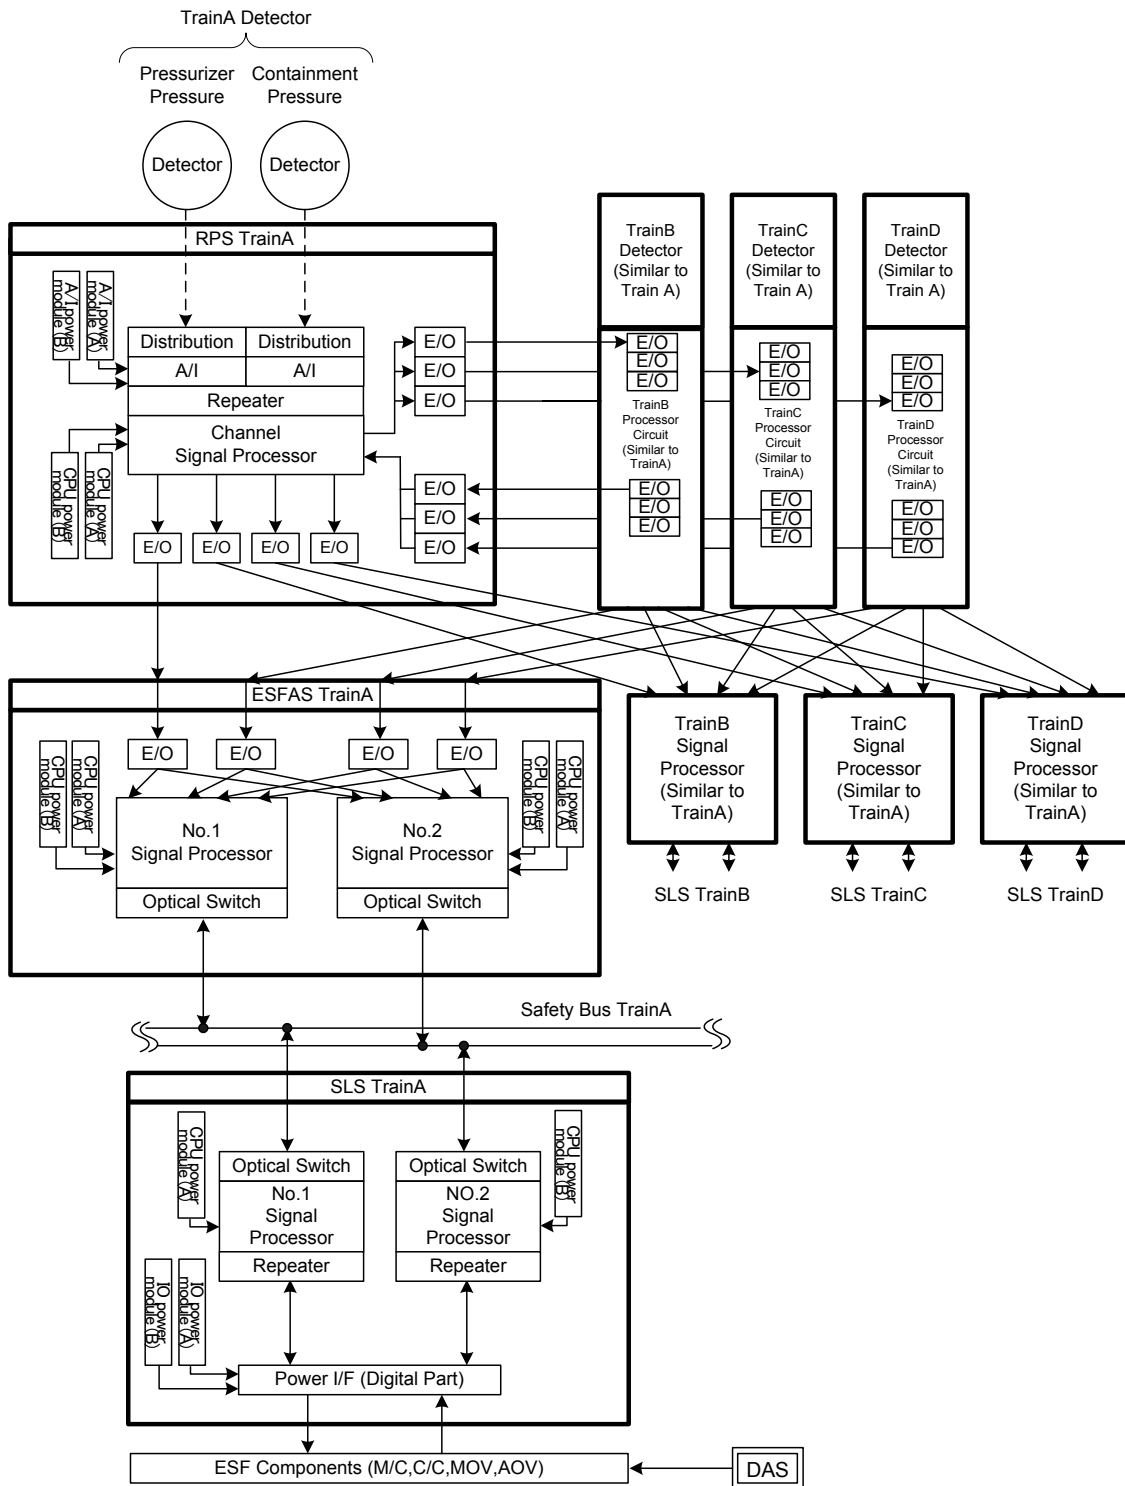 TrainA Detector
Pressurizer
Pressure
Containment
Pressure
Detector
Detector
RPS TrainA
A/I power
module (B)
A/I power
module (A)
Distribution
Distribution
A/I
A/I
Repeater
Channel
Signal Processor
CPU power
module (B)
CPU power
module (A)
E/O
E/O
E/O
E/O
E/O
E/O
E/O
E/O
E/O
E/O
TrainB
Detector
(Similar to
Train A)
TrainC
Detector
(Similar to
Train A)
TrainD
Detector
(Similar to
Train A)
E/O
E/O
E/O
TrainB
Processor
Circuit
(Similar to
TrainA)
E/O
E/O
E/O
E/O
E/O
E/O
TrainC
Processor
Circuit
(Similar to
TrainA)
E/O
E/O
E/O
E/O
E/O
E/O
TrainD
Processor
Circuit
(Similar to
TrainA)
E/O
E/O
E/O
ESFAS TrainA
E/O
E/O
E/O
E/O
CPU power
module (B)
CPU power
module (A)
No.1
Signal Processor
Optical Switch
No.2
Signal Processor
Optical Switch
CPU power
module (B)
CPU power
module (A)
TrainB
Signal
Processor
(Similar to
TrainA)
TrainC
Signal
Processor
(Similar to
TrainA)
TrainD
Signal
Processor
(Similar to
TrainA)
SLS TrainB
SLS TrainC
SLS TrainD
Safety Bus TrainA
SLS TrainA
CPU power
module (A)
Optical Switch
No.1
Signal
Processor
Repeater
Optical Switch
NO.2
Signal
Processor
Repeater
CPU power
module (B)
IO power
module (B)
IO power
module (A)
Power I/F (Digital Part)
ESF Components (M/C,C/C,MOV,AOV)
DAS